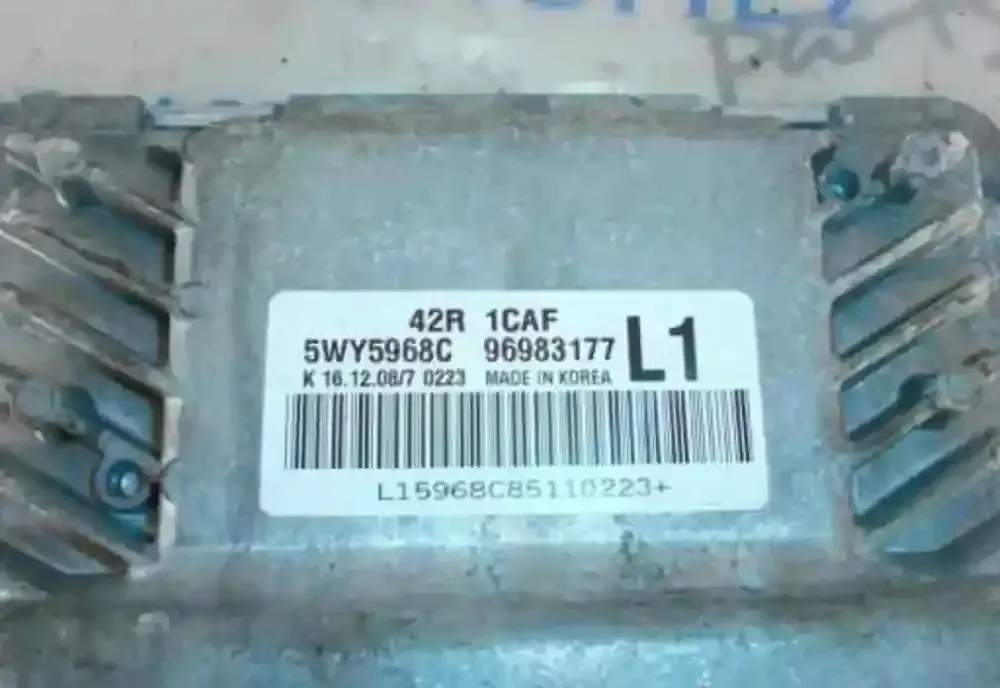 42R 1CAF
5WY5968C 96983177 L1
K 16.12.08/7 0223 MADE IN KOREA
L15968C85110223+